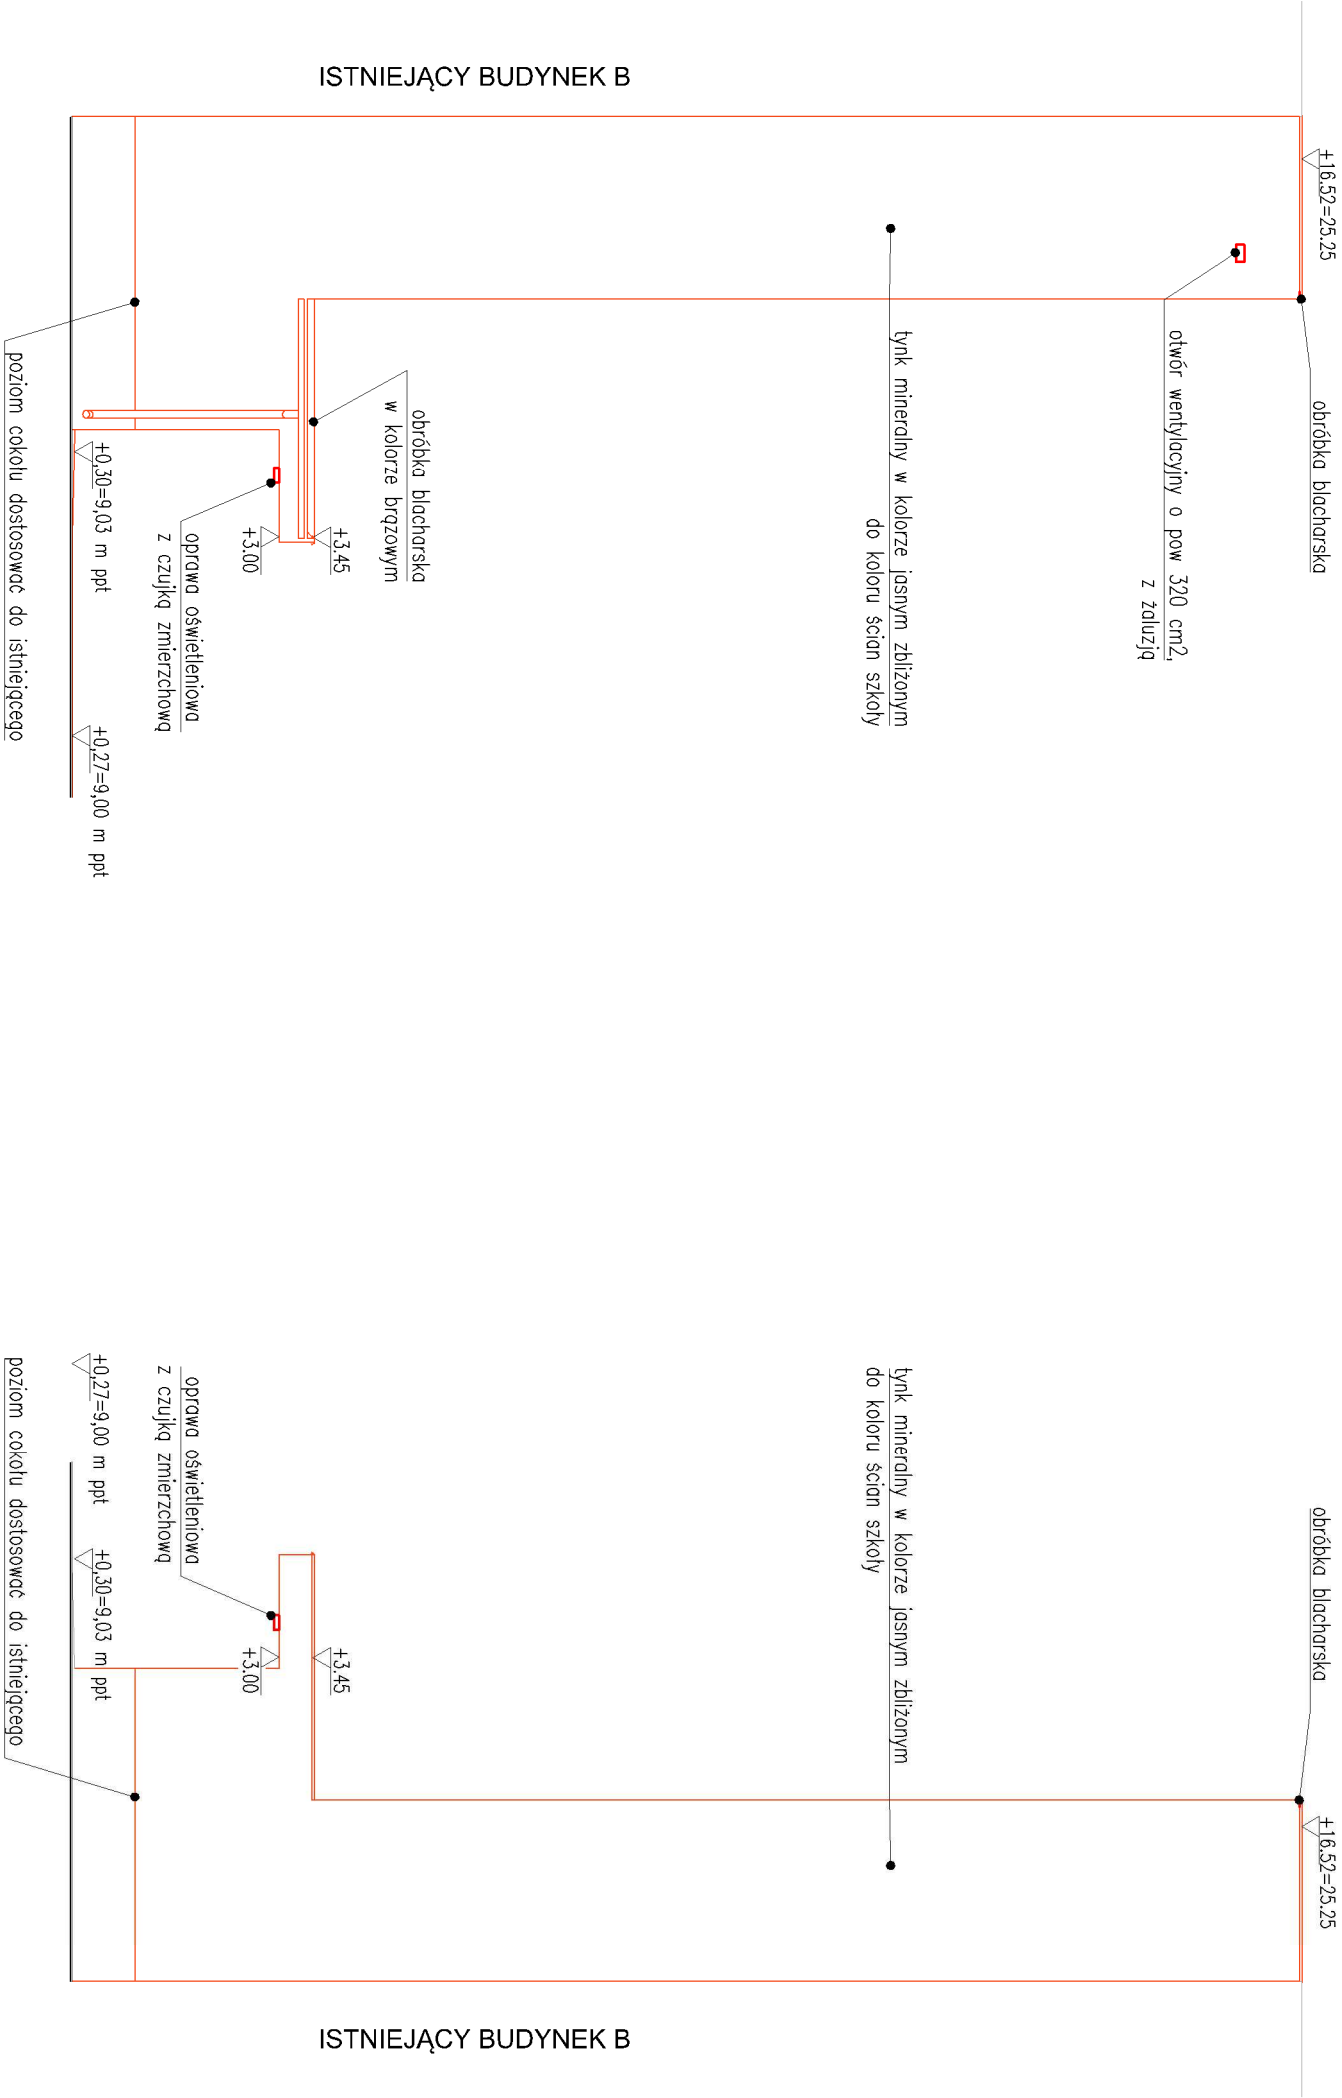 ISTNIEJĄCY BUDYNEK B
+16.52=25.25
obróbka blacharska
otwór wentylacyjny o pow 320 cm2,
z żaluzją
tynk mineralny w kolorze jasnym zbliżonym
do koloru ścian szkoły
obróbka blacharska
w kolorze brązowym
+3.45
+3.00
oprawa oświetleniowa
z czujką zmierzchową
+0,30=9,03 m ppt
+0,27=9,00 m ppt
poziom cokołu dostosować do istniejącego
obróbka blacharska
+16.52=25.25
tynk mineralny w kolorze jasnym zbliżonym
do koloru ścian szkoły
+3.45
+3.00
oprawa oświetleniowa
z czujką zmierzchową
+0,27=9,00 m ppt
+0,30=9,03 m ppt
poziom cokołu dostosować do istniejącego
ISTNIEJĄCY BUDYNEK B